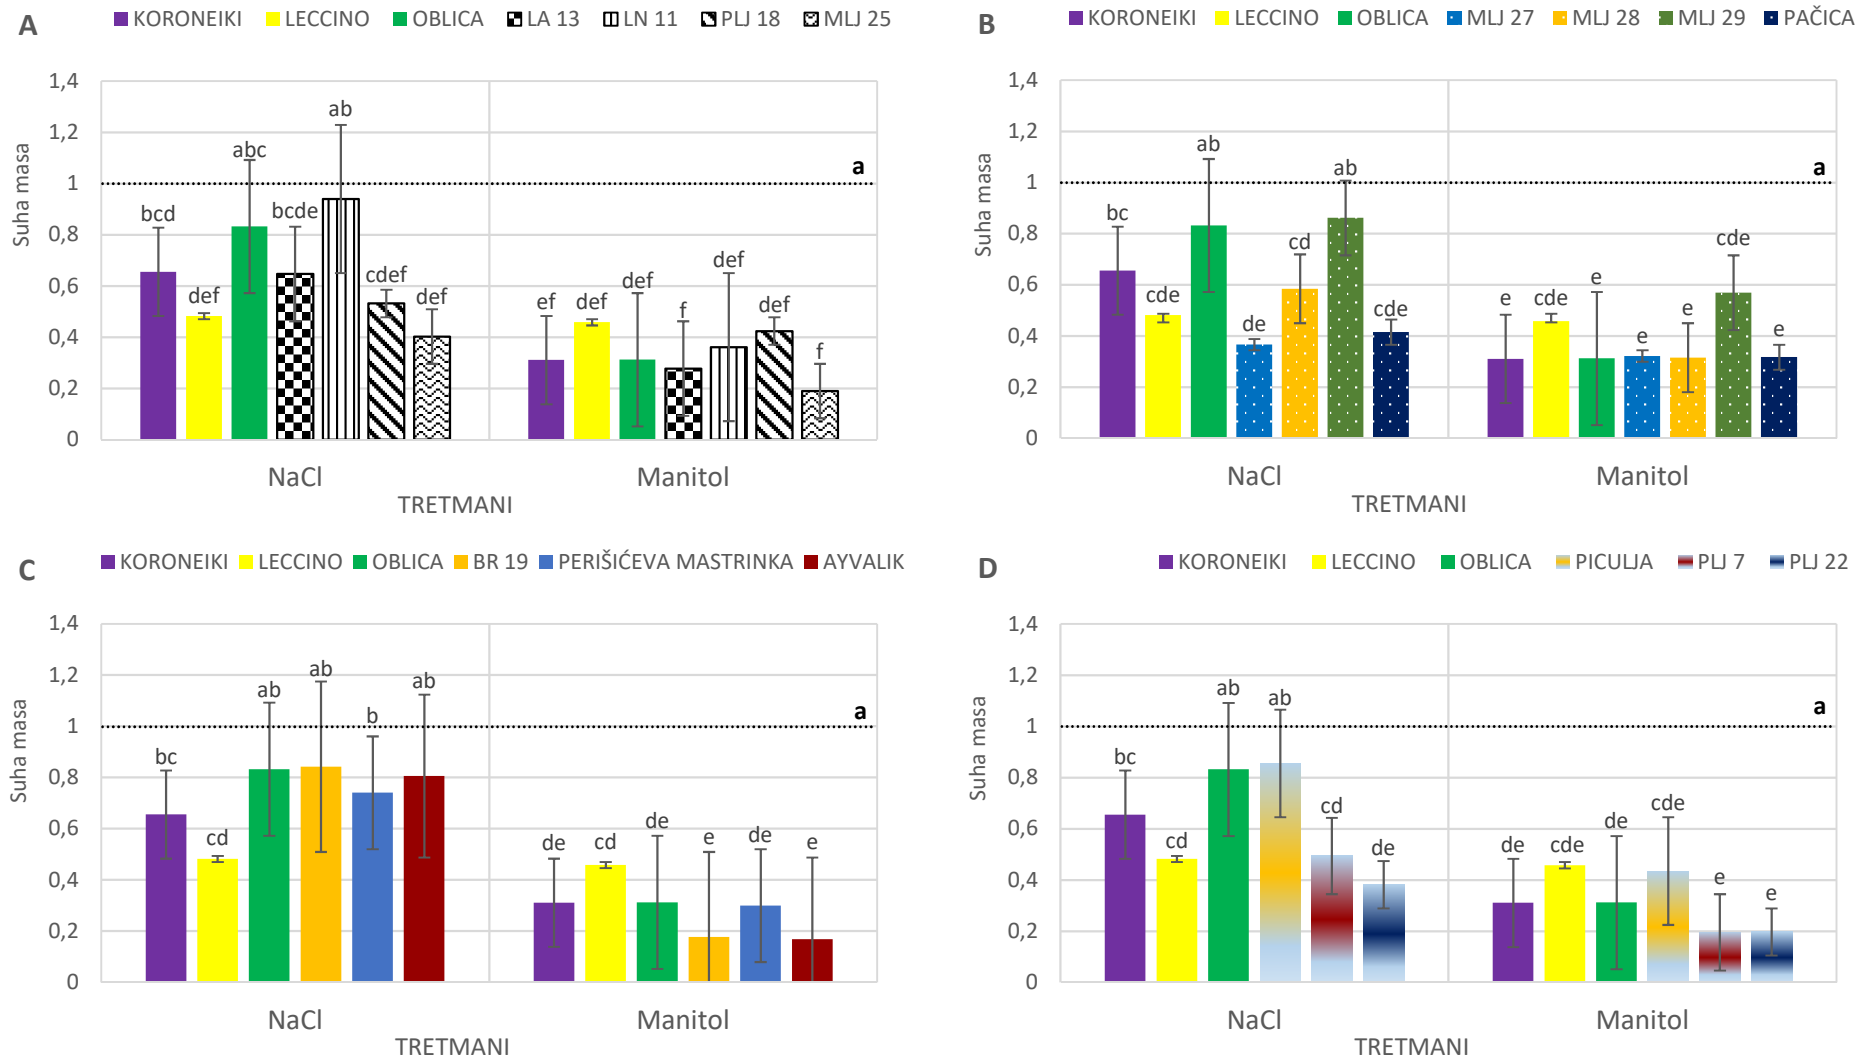 A
KORONEIKI LECCINO OBLICA LA 13 LN 11 PLJ 18 MLJ 25
Suha masa
1,4
1,2
1
0,8
0,6
0,4
0,2
0
bcd def abc bcde ab cdef def
ef def def f def def f
a
NaCl Manitol
TRETMANI
B
KORONEIKI LECCINO OBLICA MLJ 27 MLJ 28 MLJ 29 PAČICA
Suha masa
1,4
1,2
1
0,8
0,6
0,4
0,2
0
bc cde ab de cd ab cde
e cde e e e cde e
a
NaCl Manitol
TRETMANI
C
KORONEIKI LECCINO OBLICA BR 19 PERIŠIĆEVA MASTRINKA AYVALIK
Suha masa
1,4
1,2
1
0,8
0,6
0,4
0,2
0
bc cd ab ab b ab
de cd de e de e
a
NaCl Manitol
TRETMANI
D
KORONEIKI LECCINO OBLICA PICULJA PLJ 7 PLJ 22
Suha masa
1,4
1,2
1
0,8
0,6
0,4
0,2
0
bc cd ab ab cd de
de cde de cde e e
a
NaCl Manitol
TRETMANI